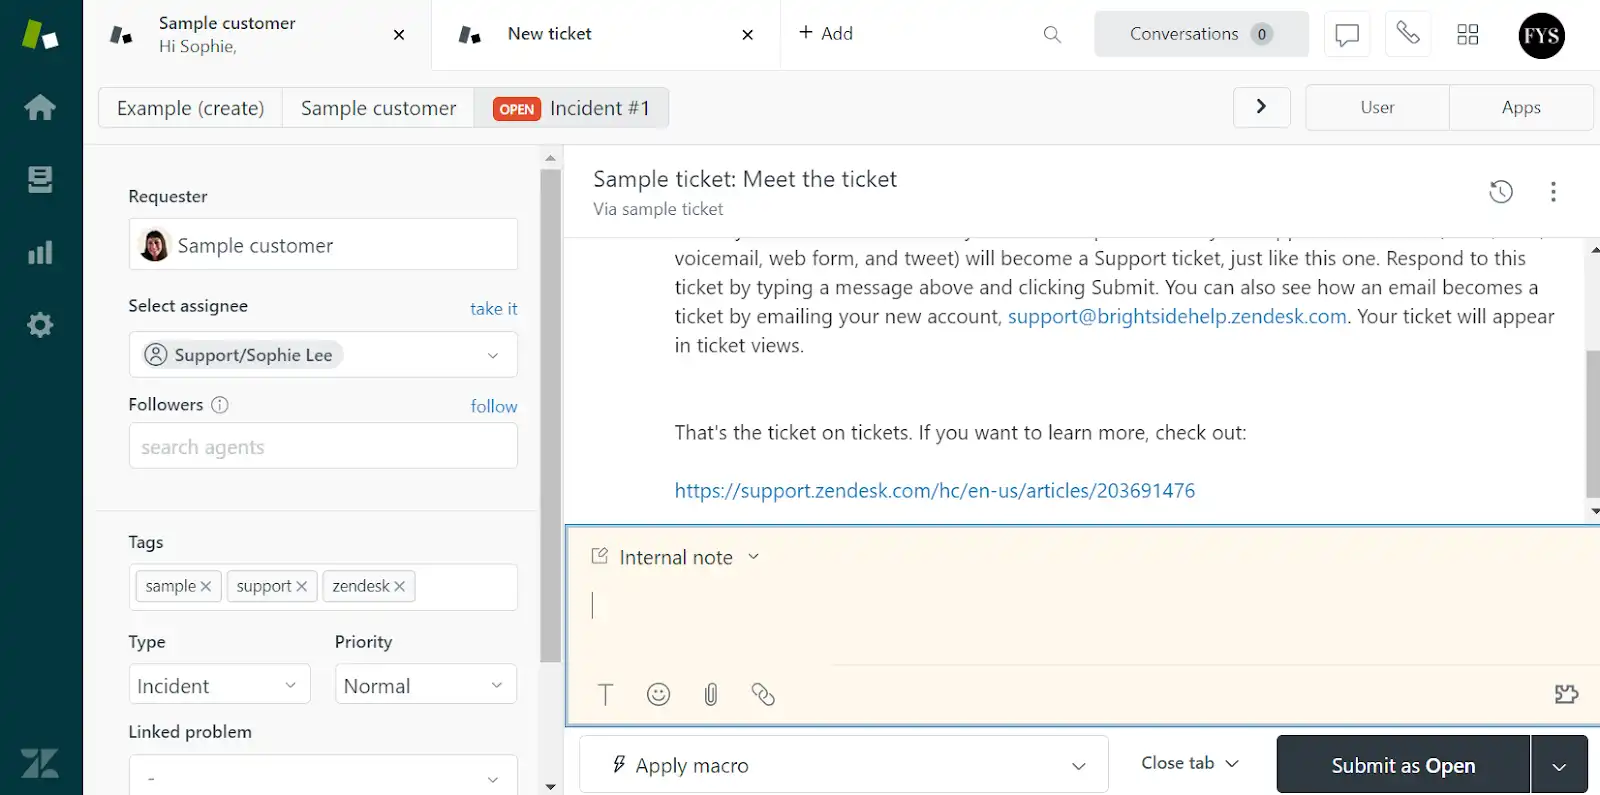 Sample customer
Hi Sophie,
New ticket
+ Add
Conversations 0
FYS
Example (create)
Sample customer
OPEN Incident #1
User
Apps
Requester
Sample customer
Select assignee
take it
Support/Sophie Lee
Followers
follow
search agents
Tags
sample
support
zendesk
Type
Priority
Incident
Normal
Linked problem
-
Sample ticket: Meet the ticket
Via sample ticket
voicemail, web form, and tweet) will become a Support ticket, just like this one. Respond to this
ticket by typing a message above and clicking Submit. You can also see how an email becomes a
ticket by emailing your new account, support@brightsidehelp.zendesk.com. Your ticket will appear
in ticket views.
That's the ticket on tickets. If you want to learn more, check out:
https://support.zendesk.com/hc/en-us/articles/203691476
Internal note
Apply macro
Close tab
Submit as Open